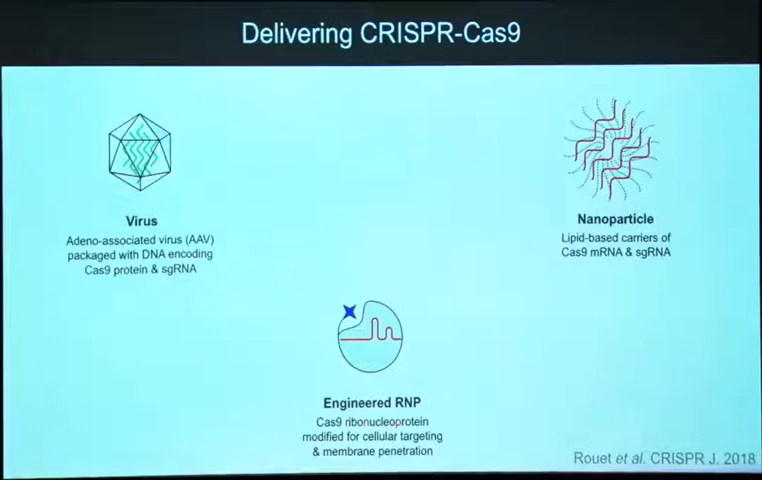 Delivering CRISPR-Cas9
Virus
Adeno-associated virus (AAV)
packaged with DNA encoding
Cas9 protein & sgRNA
Nanoparticle
Lipid-based carriers of
Cas9 mRNA & sgRNA
Engineered RNP
Cas9 ribonucleoprotein
modified for cellular targeting
& membrane penetration
Rouet et al. CRISPR J. 2018